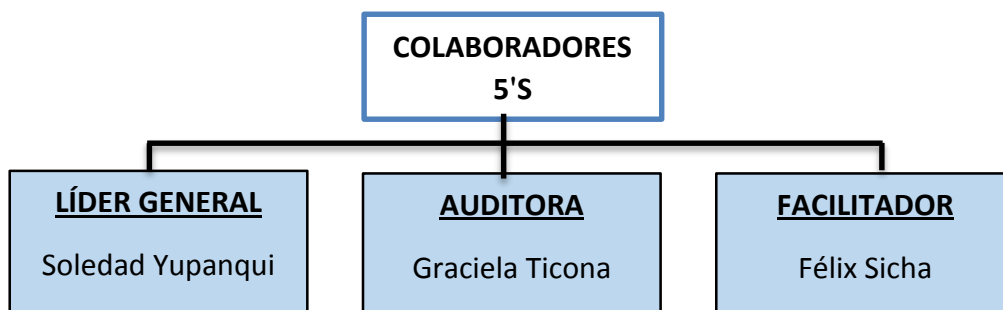 COLABORADORES
5'S
LÍDER GENERAL
Soledad Yupanqui
AUDITORA
Graciela Ticona
FACILITADOR
Félix Sicha